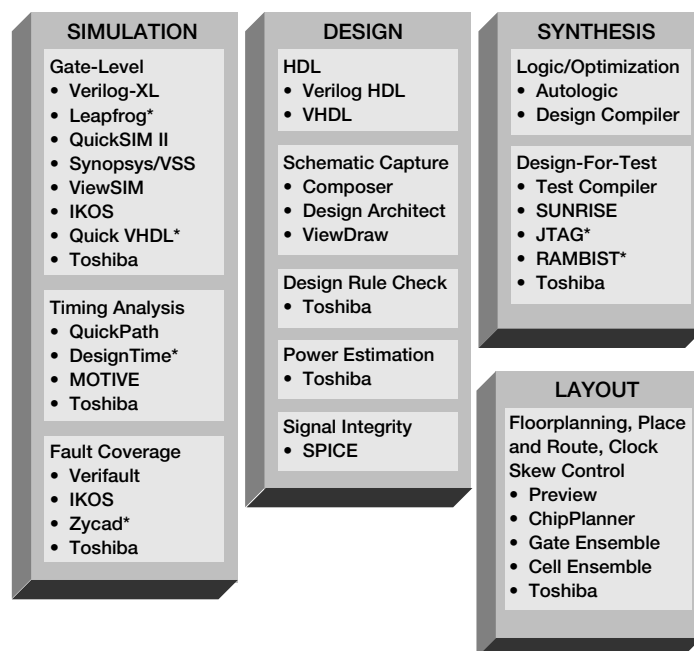 SIMULATION
Gate-Level
• Verilog-XL
• Leapfrog*
• QuickSIM II
• Synopsys/VSS
• ViewSIM
• IKOS
• Quick VHDL*
• Toshiba
Timing Analysis
• QuickPath
• DesignTime*
• MOTIVE
• Toshiba
Fault Coverage
• Verifault
• IKOS
• Zycad*
• Toshiba
DESIGN
HDL
• Verilog HDL
• VHDL
Schematic Capture
• Composer
• Design Architect
• ViewDraw
Design Rule Check
• Toshiba
Power Estimation
• Toshiba
Signal Integrity
• SPICE
SYNTHESIS
Logic/Optimization
• Autologic
• Design Compiler
Design-For-Test
• Test Compiler
• SUNRISE
• JTAG*
• RAMBIST*
• Toshiba
LAYOUT
Floorplanning, Place
and Route, Clock
Skew Control
• Preview
• ChipPlanner
• Gate Ensemble
• Cell Ensemble
• Toshiba